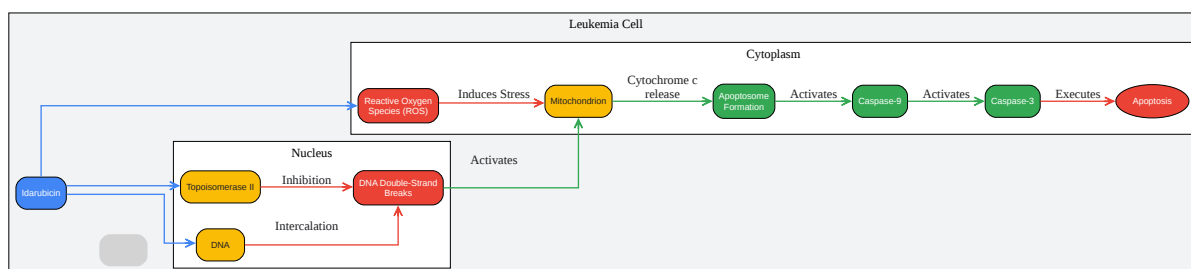 Leukemia Cell
Cytoplasm
Reactive Oxygen
Species (ROS)
Induces Stress
Mitochondrion
Cytochrome c
release
Apoptosome
Formation
Activates
Caspase-9
Activates
Caspase-3
Executes
Apoptosis
Nucleus
Activates
Idarubicin
Topoisomerase II
Inhibition
DNA Double-Strand
Breaks
Intercalation
DNA